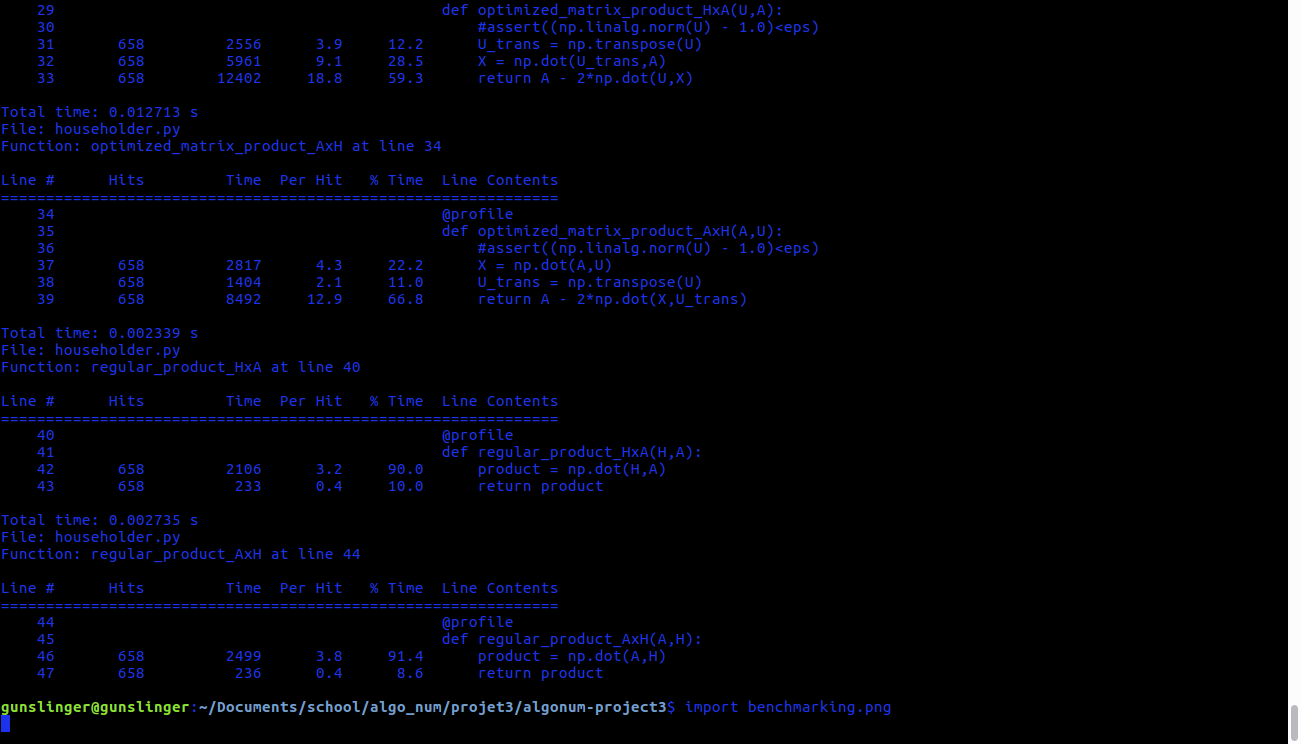 29 def optimized_matrix_product_HxA(U,A):
30 #assert((np.linalg.norm(U) - 1.0)<eps)
31 658 2556 3.9 12.2 U_trans = np.transpose(U)
32 658 5961 9.1 28.5 X = np.dot(U_trans,A)
33 658 12402 18.8 59.3 return A - 2*np.dot(U,X)
Total time: 0.012713 s
File: householder.py
Function: optimized_matrix_product_AxH at line 34
Line # Hits Time Per Hit % Time Line Contents
==============================================================
34 @profile
35 def optimized_matrix_product_AxH(A,U):
36 #assert((np.linalg.norm(U) - 1.0)<eps)
37 658 2817 4.3 22.2 X = np.dot(A,U)
38 658 1404 2.1 11.0 U_trans = np.transpose(U)
39 658 8492 12.9 66.8 return A - 2*np.dot(X,U_trans)
Total time: 0.002339 s
File: householder.py
Function: regular_product_HxA at line 40
Line # Hits Time Per Hit % Time Line Contents
==============================================================
40 @profile
41 def regular_product_HxA(H,A):
42 658 2106 3.2 90.0 product = np.dot(H,A)
43 658 233 0.4 10.0 return product
Total time: 0.002735 s
File: householder.py
Function: regular_product_AxH at line 44
Line # Hits Time Per Hit % Time Line Contents
==============================================================
44 @profile
45 def regular_product_AxH(A,H):
46 658 2499 3.8 91.4 product = np.dot(A,H)
47 658 236 0.4 8.6 return product
gunslinger@gunslinger:~/Documents/school/algo_num/projet3/algonum-project3$ import benchmarking.png